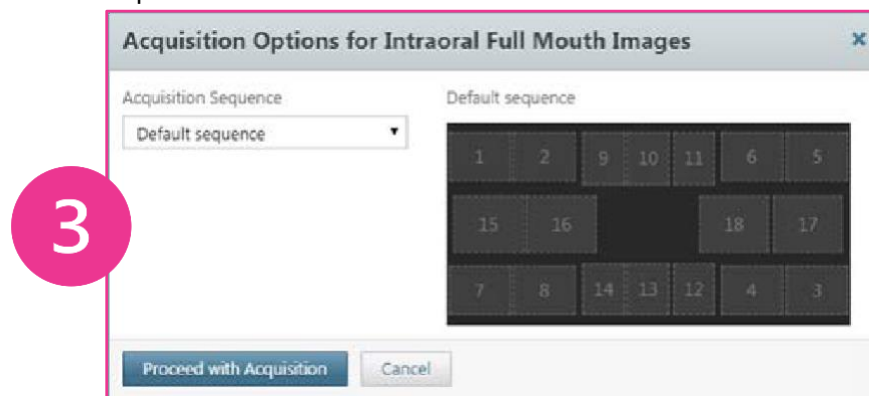 Acquisition Options for Intraoral Full Mouth Images ×
Acquisition Sequence
Default sequence
Default sequence
1 2 9 10 11 6 5
15 16 18 17
7 8 14 13 12 4 3
3
Proceed with Acquisition Cancel